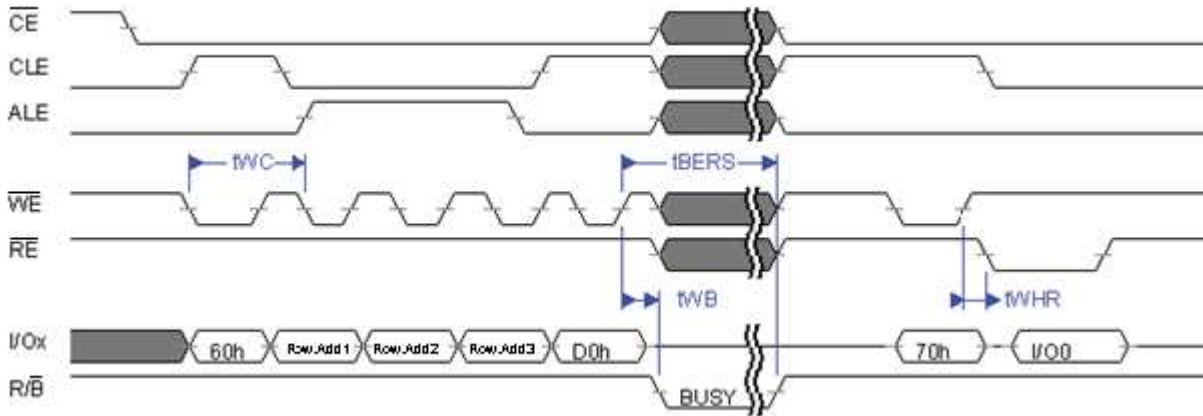 CE
CLE
ALE
tWC
tBERS
WE
RE
tWB
tWHR
I/Ox
60h
Row.Add1
Row.Add2
Row.Add3
D0h
70h
I/O0
R/B
BUSY